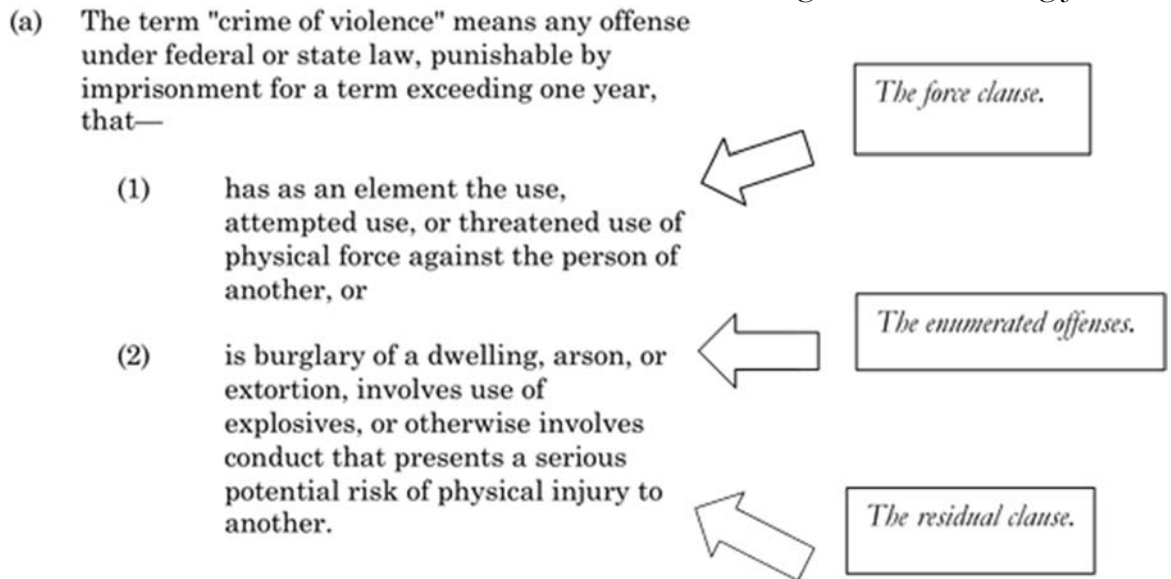 (a) The term "crime of violence" means any offense
under federal or state law, punishable by
imprisonment for a term exceeding one year,
that—
The force clause.
(1) has as an element the use,
attempted use, or threatened use of
physical force against the person of
another, or
The enumerated offenses.
(2) is burglary of a dwelling, arson, or
extortion, involves use of
explosives, or otherwise involves
conduct that presents a serious
potential risk of physical injury to
another.
The residual clause.